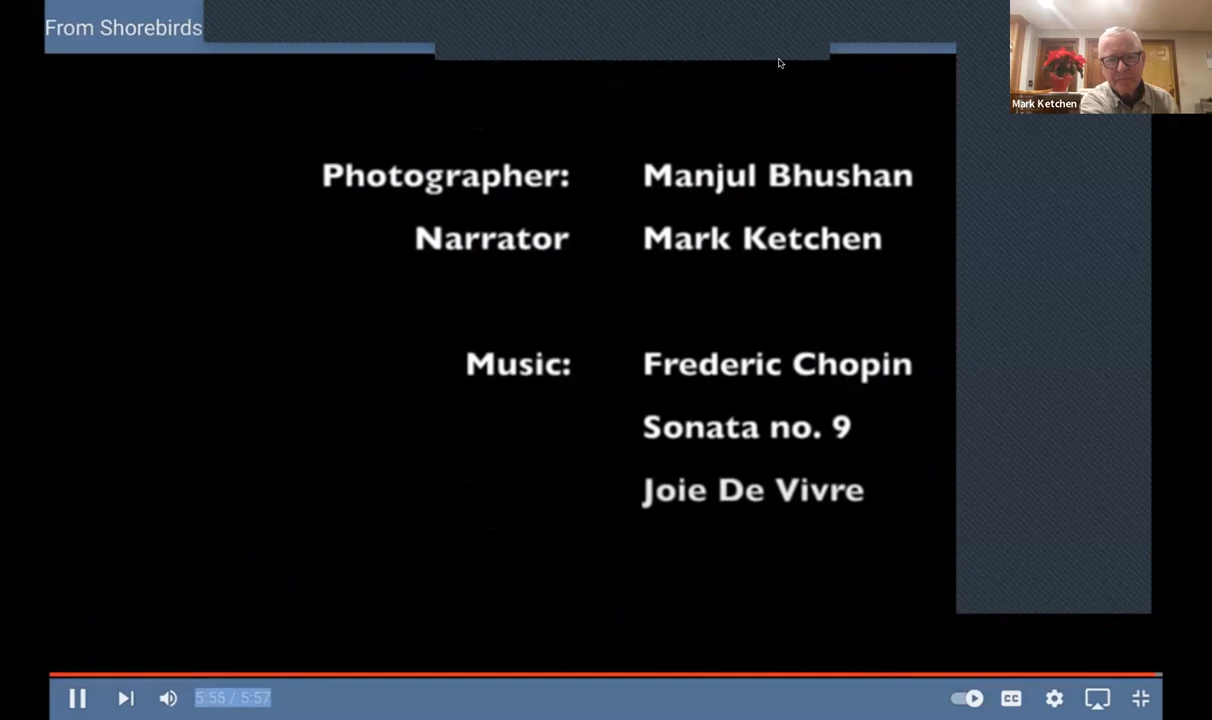 From Shorebirds
Mark Ketchen
Photographer: Manjul Bhushan
Narrator Mark Ketchen
Music: Frederic Chopin
Sonata no. 9
Joie De Vivre
5:55 / 5:57
CC